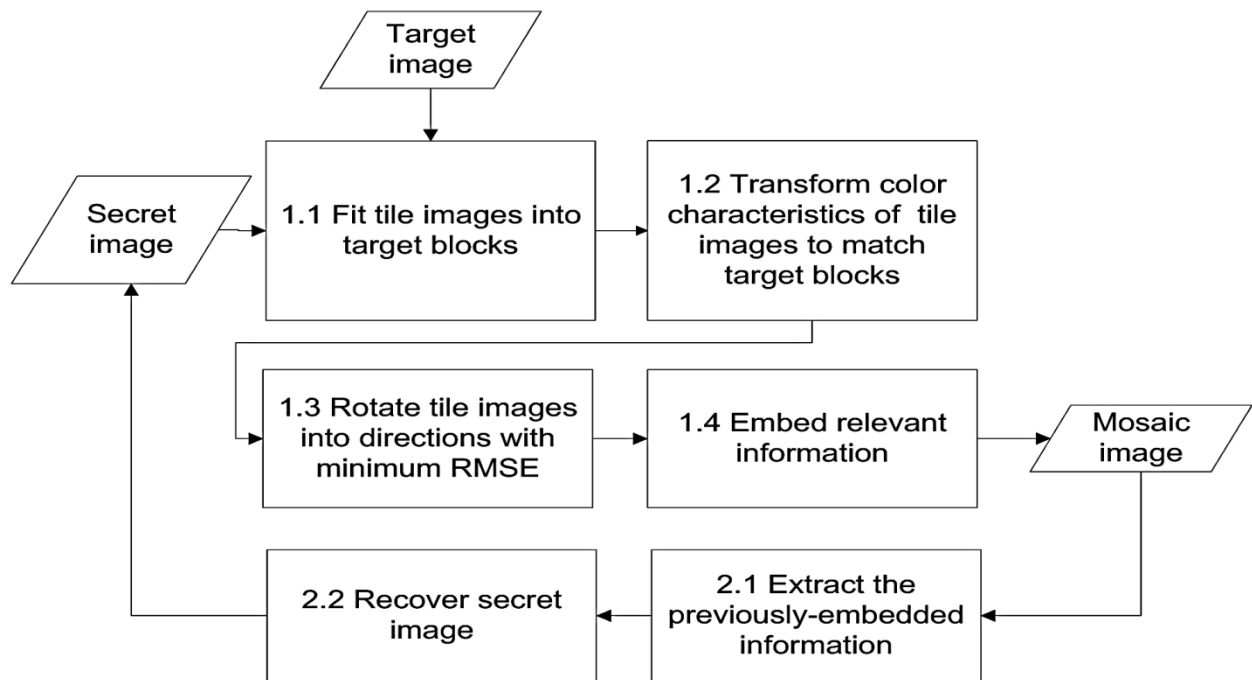 Target
image
Secret
image
1.1 Fit tile images into
target blocks
1.2 Transform color
characteristics of tile
images to match
target blocks
1.3 Rotate tile images
into directions with
minimum RMSE
1.4 Embed relevant
information
Mosaic
image
2.2 Recover secret
image
2.1 Extract the
previously-embedded
information